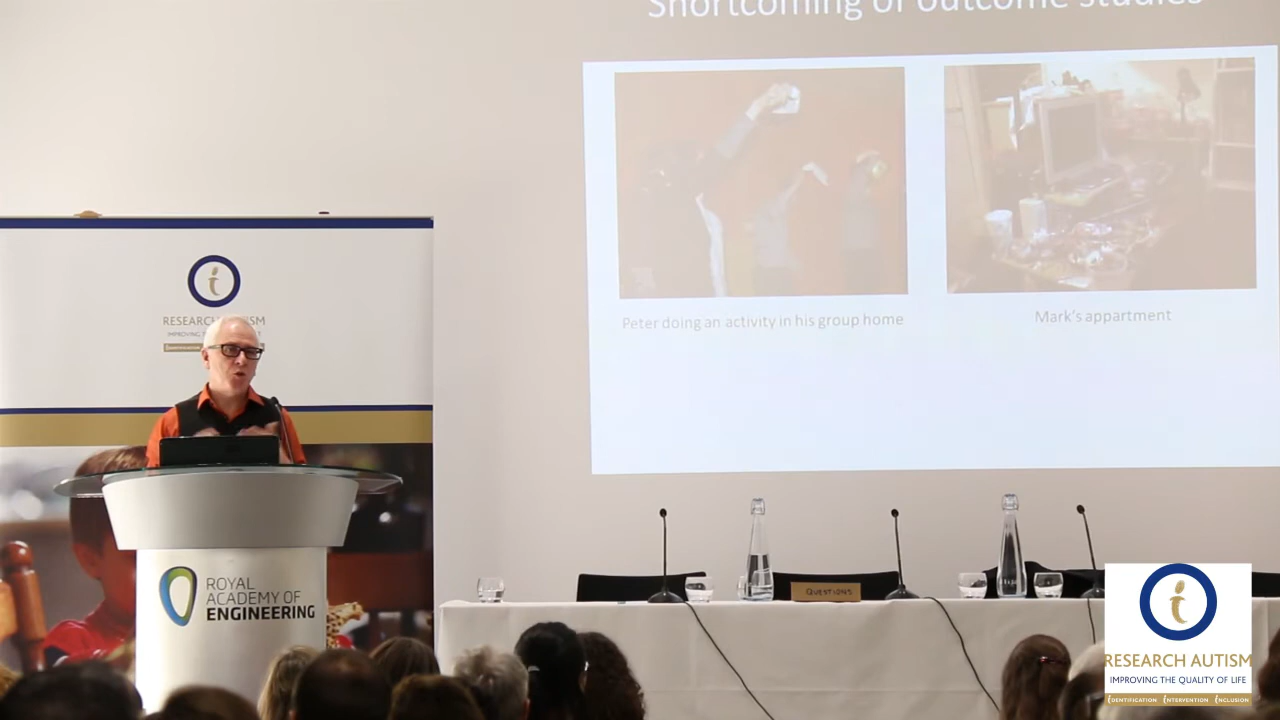 Shortcoming of outcome studies
Peter doing an activity in his group home
Mark's appartment
RESEARCH AUTISM
ROYAL
ACADEMY OF
ENGINEERING
QUESTIONS
RESEARCH AUTISM
IMPROVING THE QUALITY OF LIFE
IDENTIFICATION INTERVENTION INCLUSION